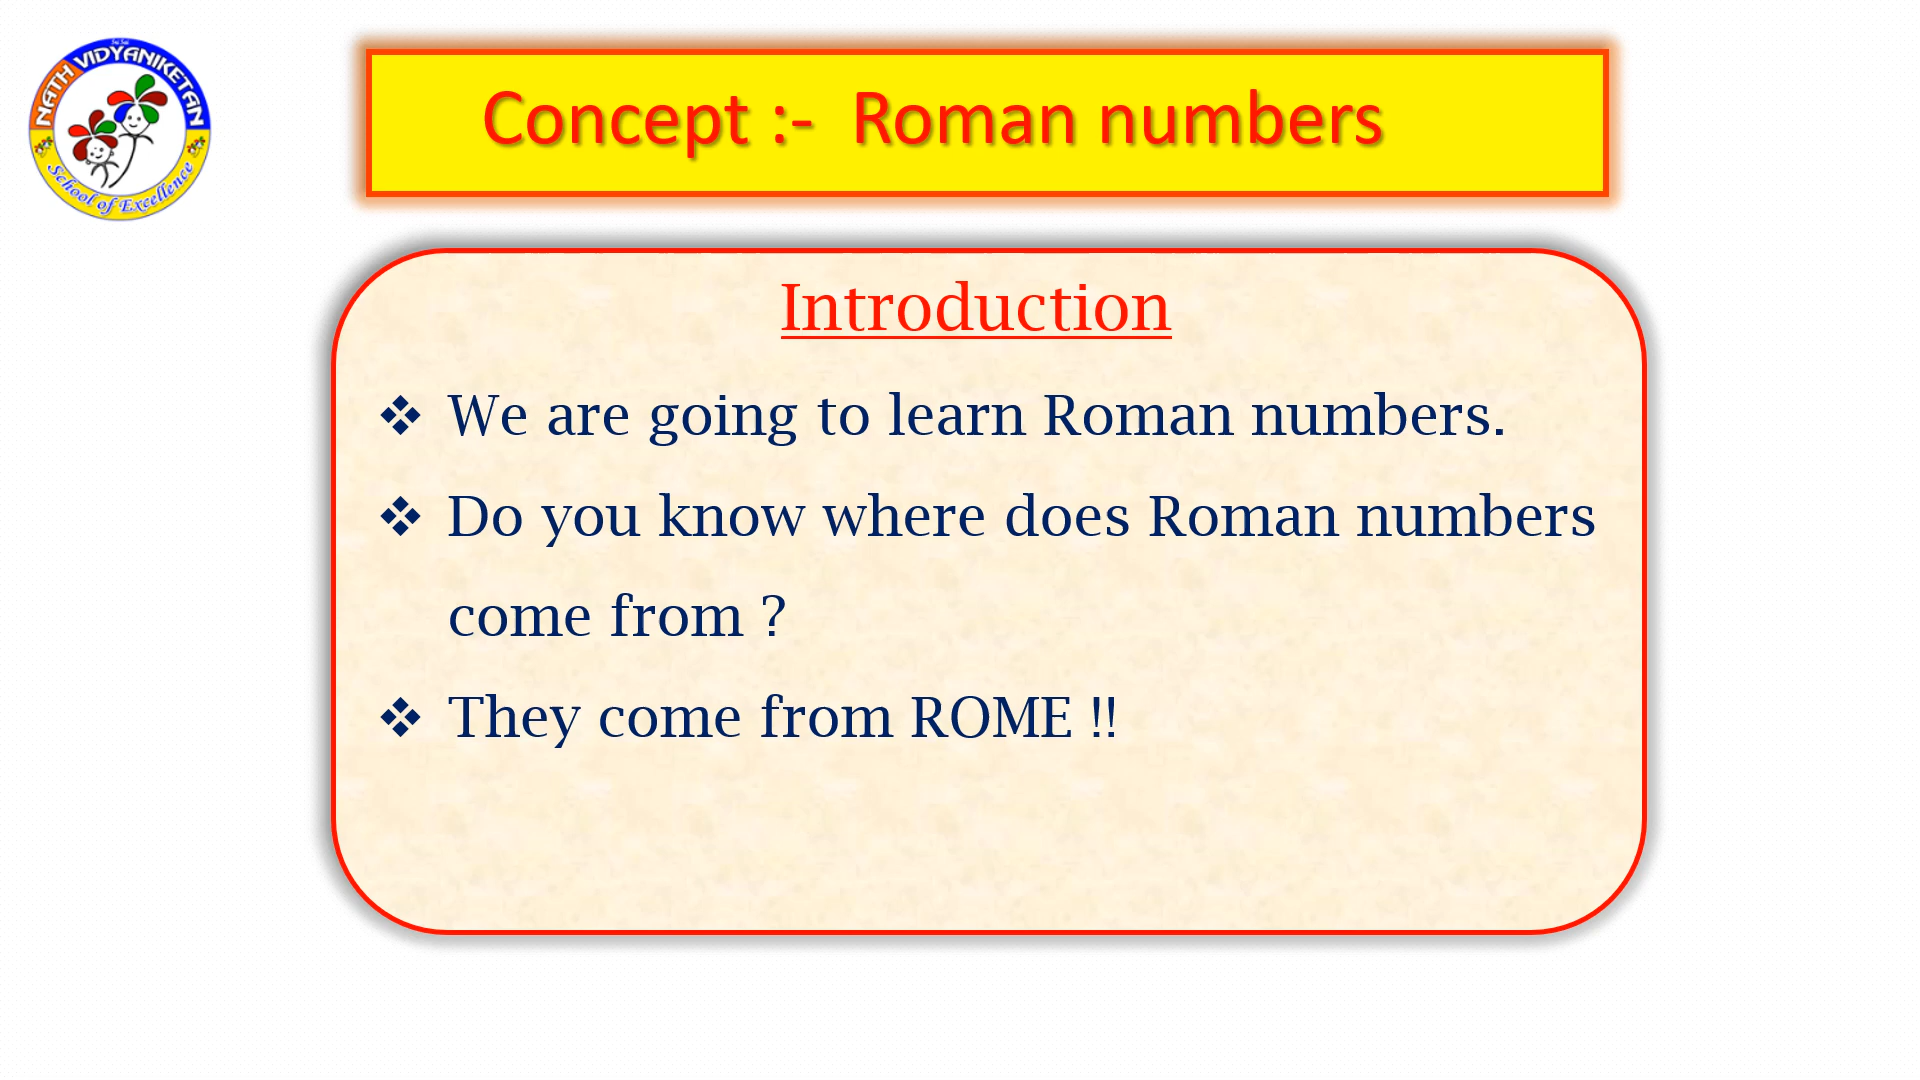 NATH VIDYANIKETAN
School of Excellence
Concept :- Roman numbers
Introduction
❖ We are going to learn Roman numbers.
❖ Do you know where does Roman numbers
come from ?
❖ They come from ROME !!